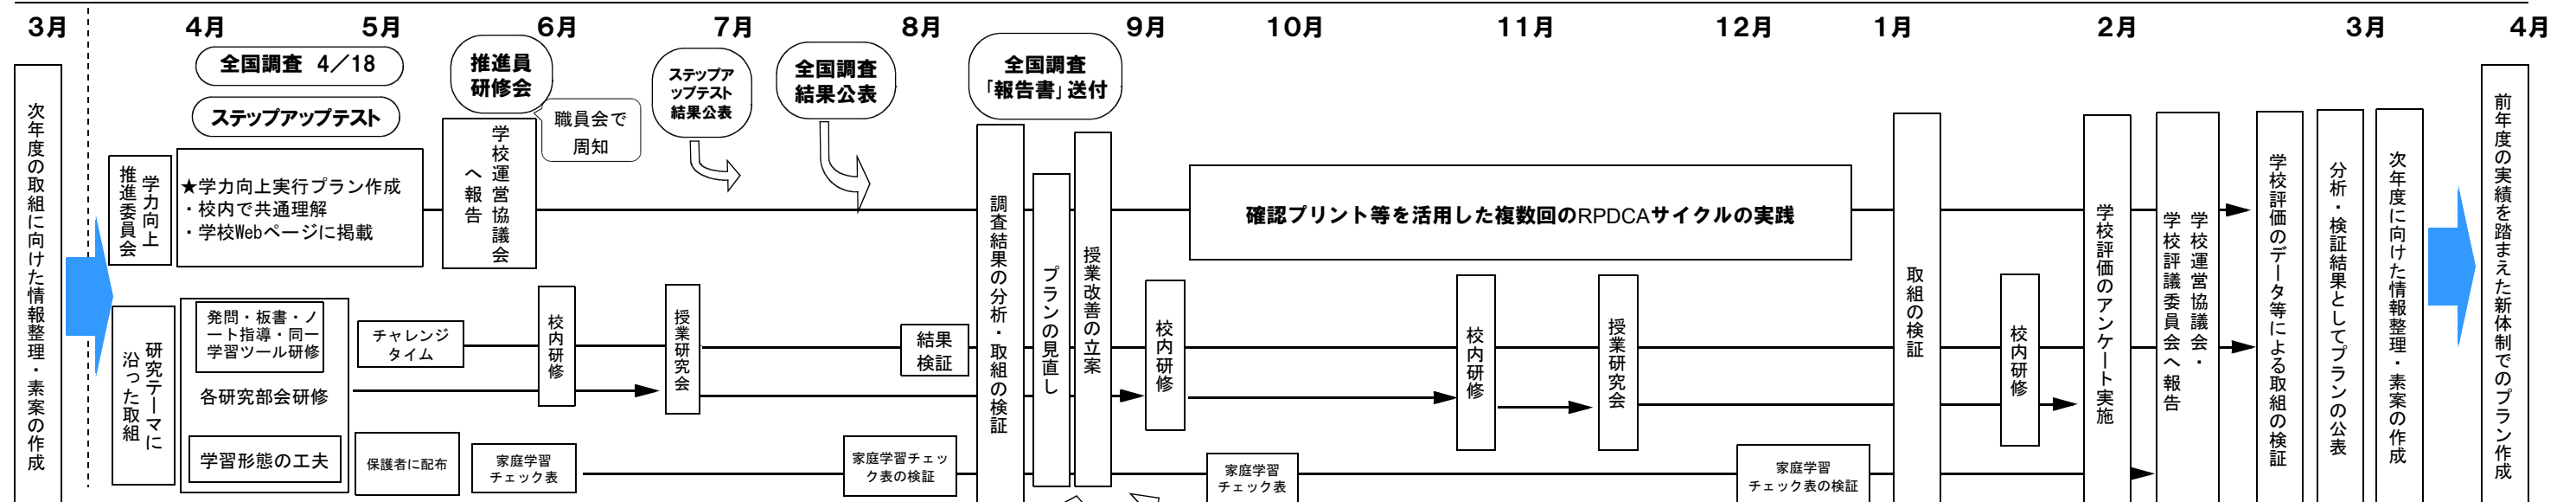 3月
4月
5月
6月
7月
8月
9月
10月
11月
12月
1月
2月
3月
4月
全国調査 4／18
ステップアップテスト
推進員
研修会
職員会で
周知
ステップア
ップテスト
結果公表
全国調査
結果公表
全国調査
「報告書」送付
次年度の取組に向けた情報整理・素案の作成
学力向上
推進委員会
★学力向上実行プラン作成
・校内で共通理解
・学校Webページに掲載
学校運営協議会
へ報告
調査結果の分析・取組の検証
プランの見直し
授業改善の立案
確認プリント等を活用した複数回のRPDCAサイクルの実践
取組の検証
学校評価のアンケート実施
学校運営協議会・
学校評議委員会へ報告
学校評価のデータ等による取組の検証
分析・検証結果としてプランの公表
次年度に向けた情報整理・素案の作成
前年度の実績を踏まえた新体制でのプラン作成
研究テーマに
沿った取組
発問・板書・ノ
ート指導・同一
学習ツール研修
各研究部会研修
学習形態の工夫
チャレンジ
タイム
校内研修
授業研究会
結果
検証
校内研修
校内研修
授業研究会
校内研修
保護者に配布
家庭学習
チェック表
家庭学習チェッ
ク表の検証
家庭学習
チェック表
家庭学習
チェック表の検証